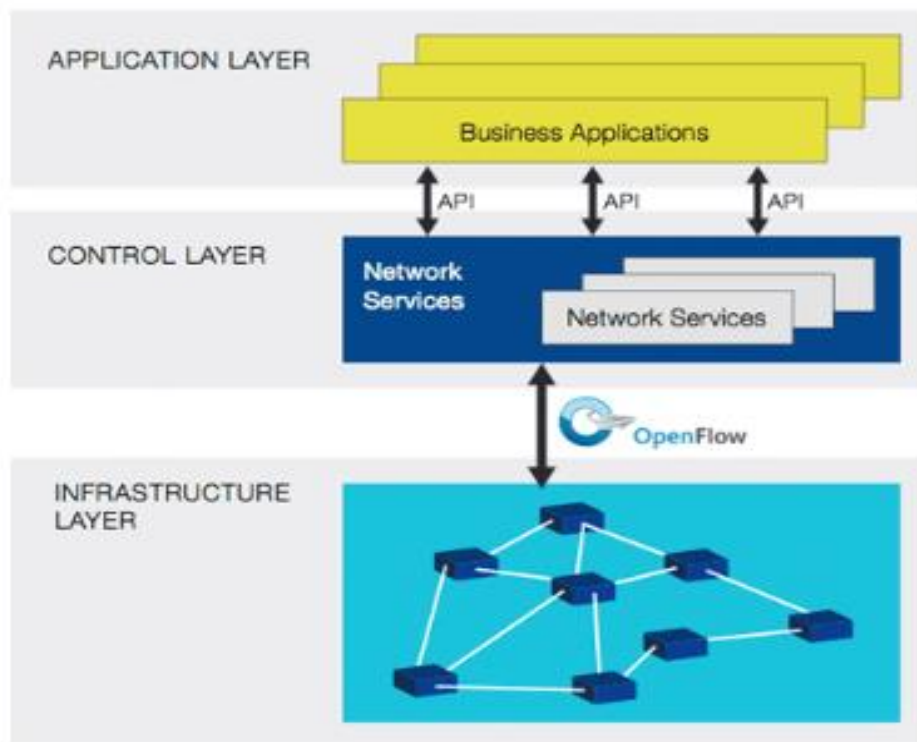 APPLICATION LAYER
Business Applications
API
API
API
CONTROL LAYER
Network
Services
Network Services
OpenFlow
INFRASTRUCTURE
LAYER